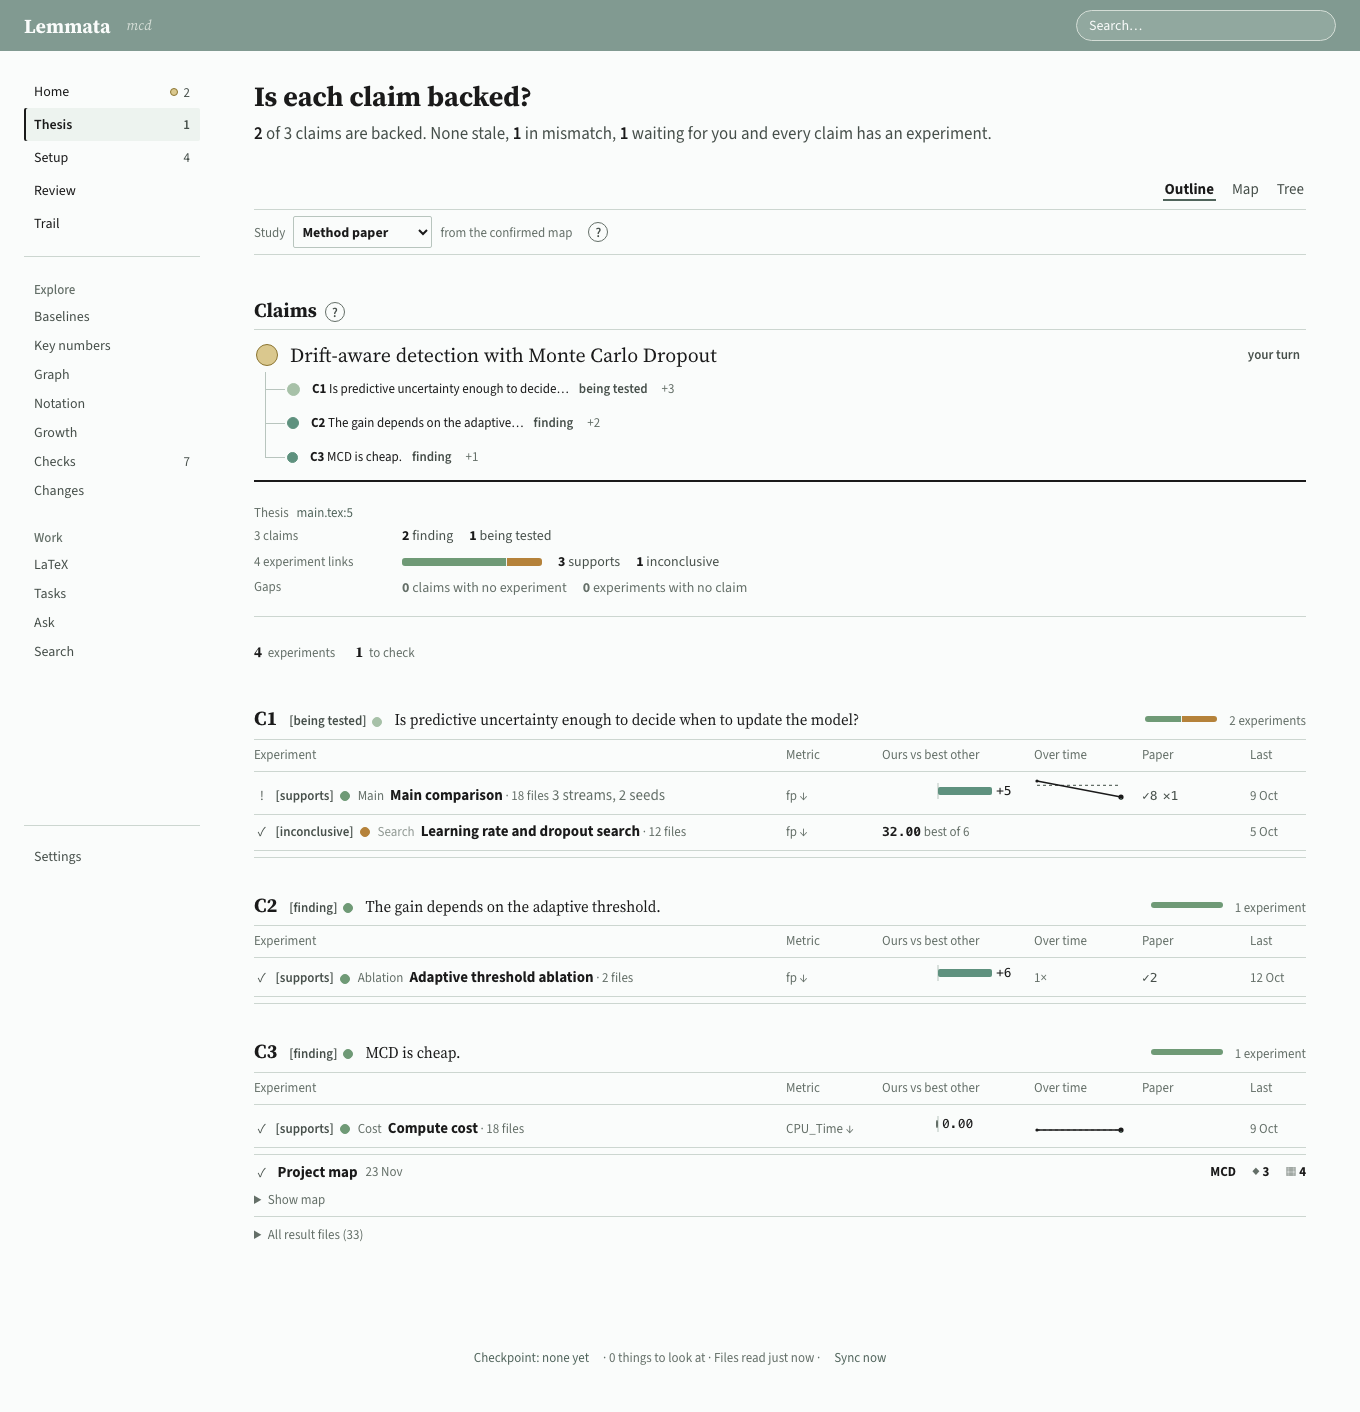 Lemmata mcd Search…
Home 2
Thesis 1
Setup 4
Review
Trail
Explore
Baselines
Key numbers
Graph
Notation
Growth
Checks 7
Changes
Work
LaTeX
Tasks
Ask
Search
Settings
Is each claim backed?
2 of 3 claims are backed. None stale, 1 in mismatch, 1 waiting for you and every claim has an experiment.
Outline Map Tree
Study Method paper from the confirmed map ?
Claims ?
Drift-aware detection with Monte Carlo Dropout your turn
C1 Is predictive uncertainty enough to decide… being tested +3
C2 The gain depends on the adaptive… finding +2
C3 MCD is cheap. finding +1
Thesis main.tex:5
3 claims 2 finding 1 being tested
4 experiment links 3 supports 1 inconclusive
Gaps 0 claims with no experiment 0 experiments with no claim
4 experiments 1 to check
C1 [being tested] Is predictive uncertainty enough to decide when to update the model? 2 experiments
Experiment Metric Ours vs best other Over time Paper Last
! [supports] Main Main comparison · 18 files 3 streams, 2 seeds fp ↓ +5 ✓8 ×1 9 Oct
✓ [inconclusive] Search Learning rate and dropout search · 12 files fp ↓ 32.00 best of 6 5 Oct
C2 [finding] The gain depends on the adaptive threshold. 1 experiment
Experiment Metric Ours vs best other Over time Paper Last
✓ [supports] Ablation Adaptive threshold ablation · 2 files fp ↓ +6 1× ✓2 12 Oct
C3 [finding] MCD is cheap. 1 experiment
Experiment Metric Ours vs best other Over time Paper Last
✓ [supports] Cost Compute cost · 18 files CPU_Time ↓ 0.00 9 Oct
✓ Project map 23 Nov MCD ◆ 3 ▦ 4
▶ Show map
▶ All result files (33)
Checkpoint: none yet · 0 things to look at · Files read just now · Sync now